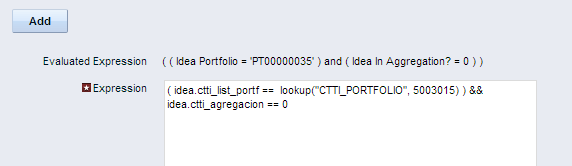 Add
Evaluated Expression ( ( Idea Portfolio = 'PT00000035' ) and ( Idea In Aggregation? = 0 ) )
Expression ( idea.ctti_list_portf == lookup("CTTI_PORTFOLIO", 5003015) ) &&
idea.ctti_agregacion == 0